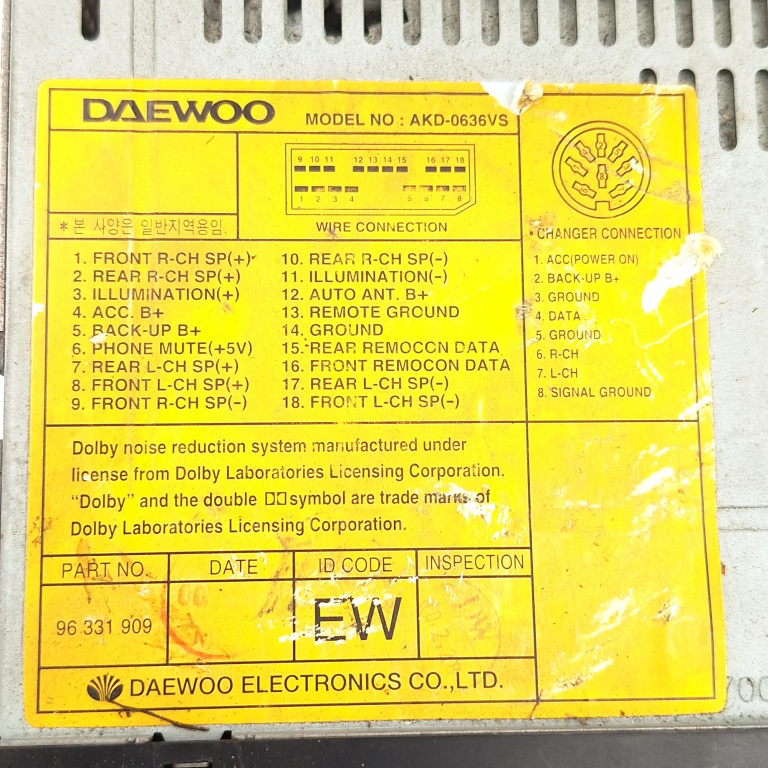 DAEWOO MODEL NO : AKD-0636VS
9 10 11 12 13 14 15 16 17 18
1 2 3 4 5 6 7 8
WIRE CONNECTION
*본 사양은 일반지역용임.
• CHANGER CONNECTION
1. FRONT R-CH SP(+)
2. REAR R-CH SP(+)
3. ILLUMINATION(+)
4. ACC. B+
5. BACK-UP B+
6. PHONE MUTE(+5V)
7. REAR L-CH SP(+)
8. FRONT L-CH SP(+)
9. FRONT R-CH SP(-)
10. REAR R-CH SP(-)
11. ILLUMINATION(-)
12. AUTO ANT. B+
13. REMOTE GROUND
14. GROUND
15. REAR REMOCON DATA
16. FRONT REMOCON DATA
17. REAR L-CH SP(-)
18. FRONT L-CH SP(-)
1. ACC(POWER ON)
2. BACK-UP B+
3. GROUND
4. DATA
5. GROUND
6. R-CH
7. L-CH
8. SIGNAL GROUND
Dolby noise reduction system manufactured under
license from Dolby Laboratories Licensing Corporation.
"Dolby" and the double symbol are trade marks of
Dolby Laboratories Licensing Corporation.
PART NO. DATE ID CODE INSPECTION
96 331 909 EW
DAEWOO ELECTRONICS CO.,LTD.